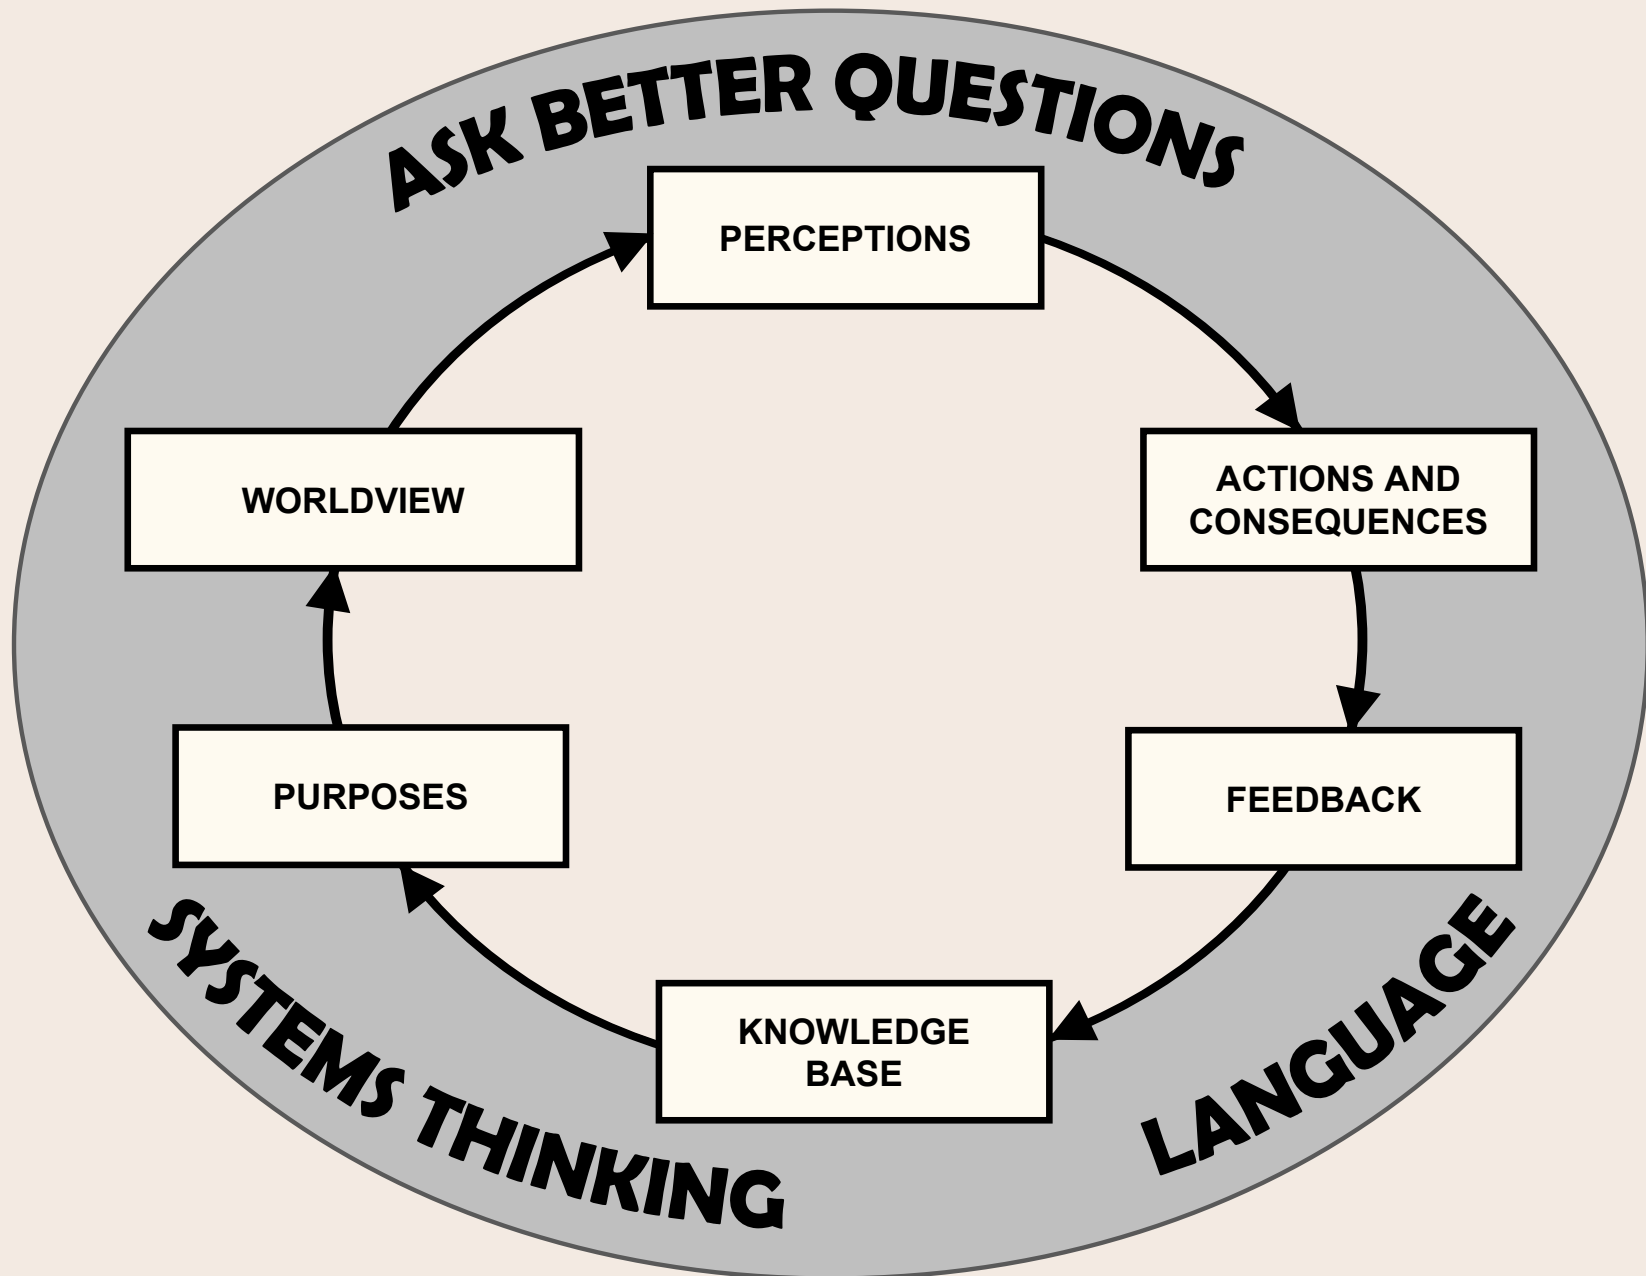 ASK BETTER QUESTIONS
PERCEPTIONS
WORLDVIEW
ACTIONS AND
CONSEQUENCES
PURPOSES
FEEDBACK
KNOWLEDGE
BASE
SYSTEMS THINKING
LANGUAGE